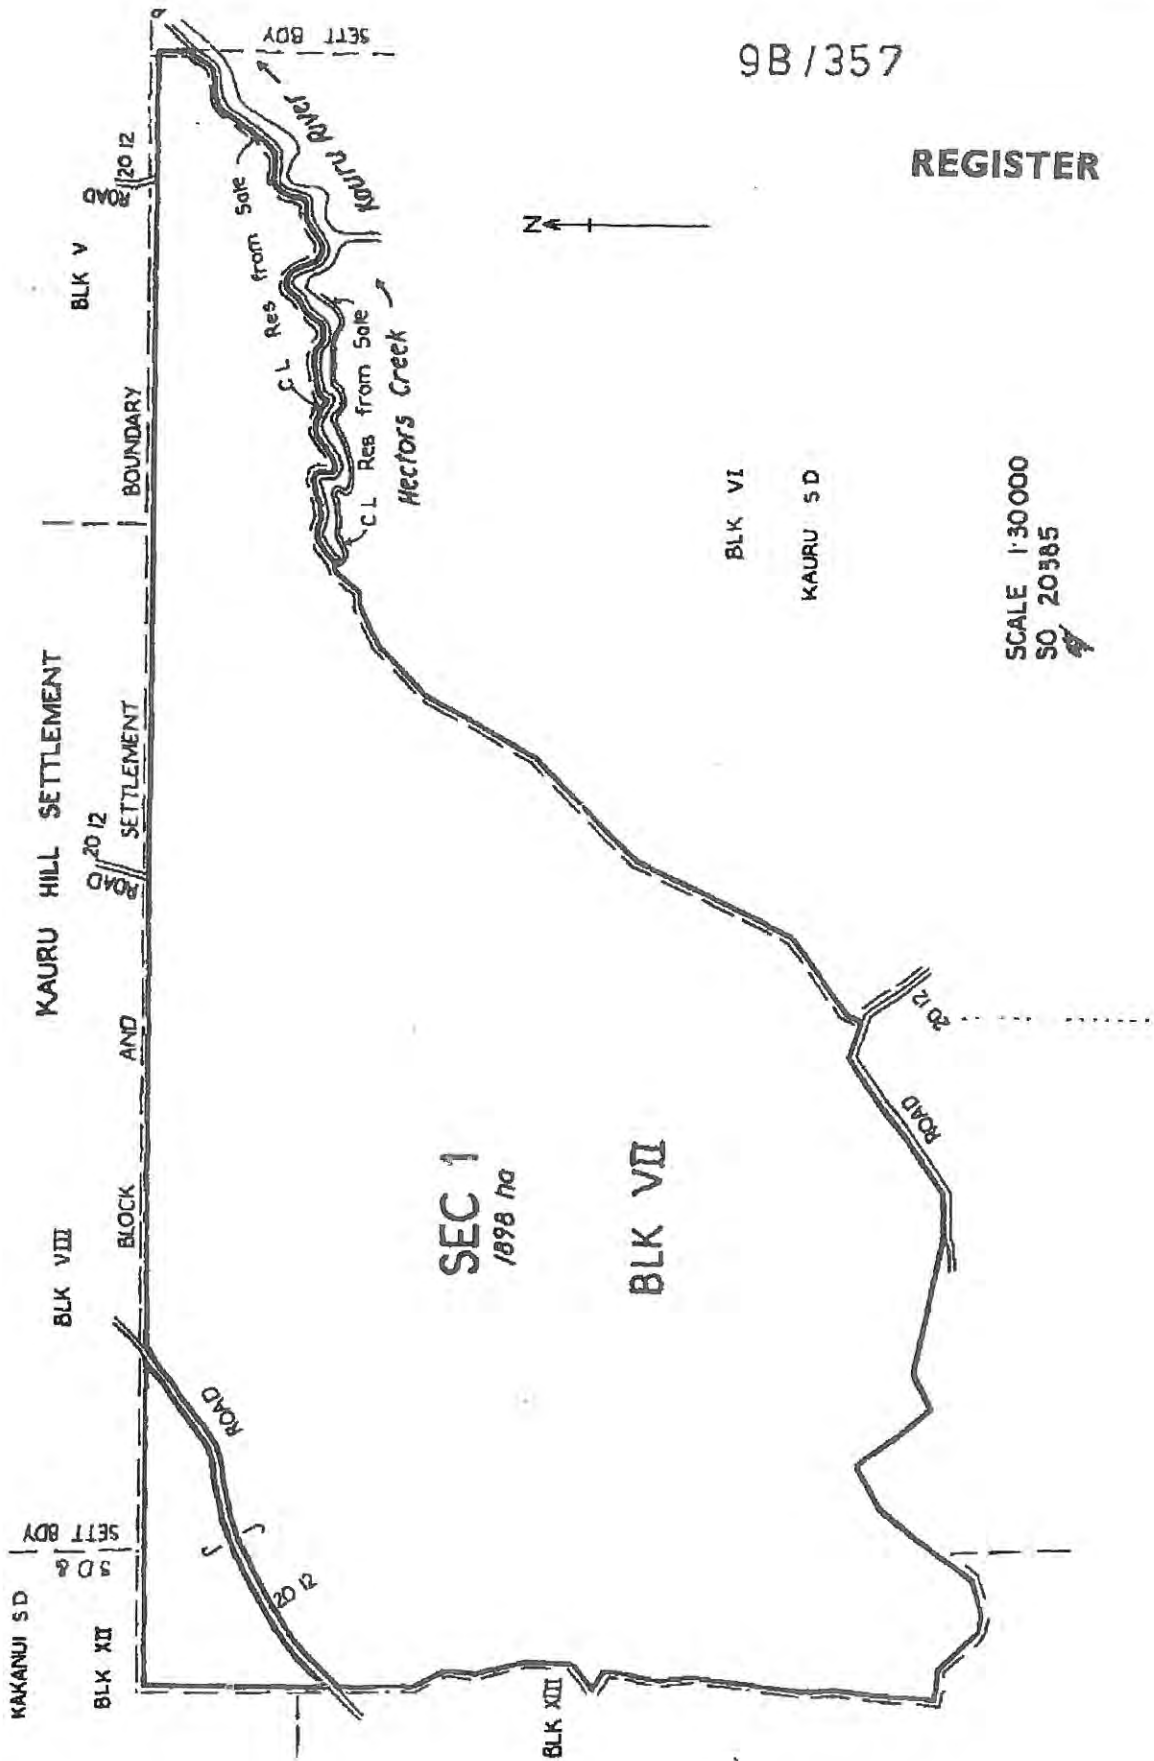 9B/357
REGISTER
KAURU HILL SETTLEMENT
KAKANUI SD
SD &
SETT BDY
BLK XII
BLK VIII
BLK V
ROAD
20 12
ROAD
20 12
BLOCK AND SETTLEMENT BOUNDARY
SETT BDY
ROAD
20 12
Kauru River
C L Res from Sale
C L Res from Sale
Hectors Creek
N
SEC 1
1898 ha
BLK VII
BLK VI
KAURU SD
BLK XIII
ROAD
20 12
SCALE 1:30000
SO 20385